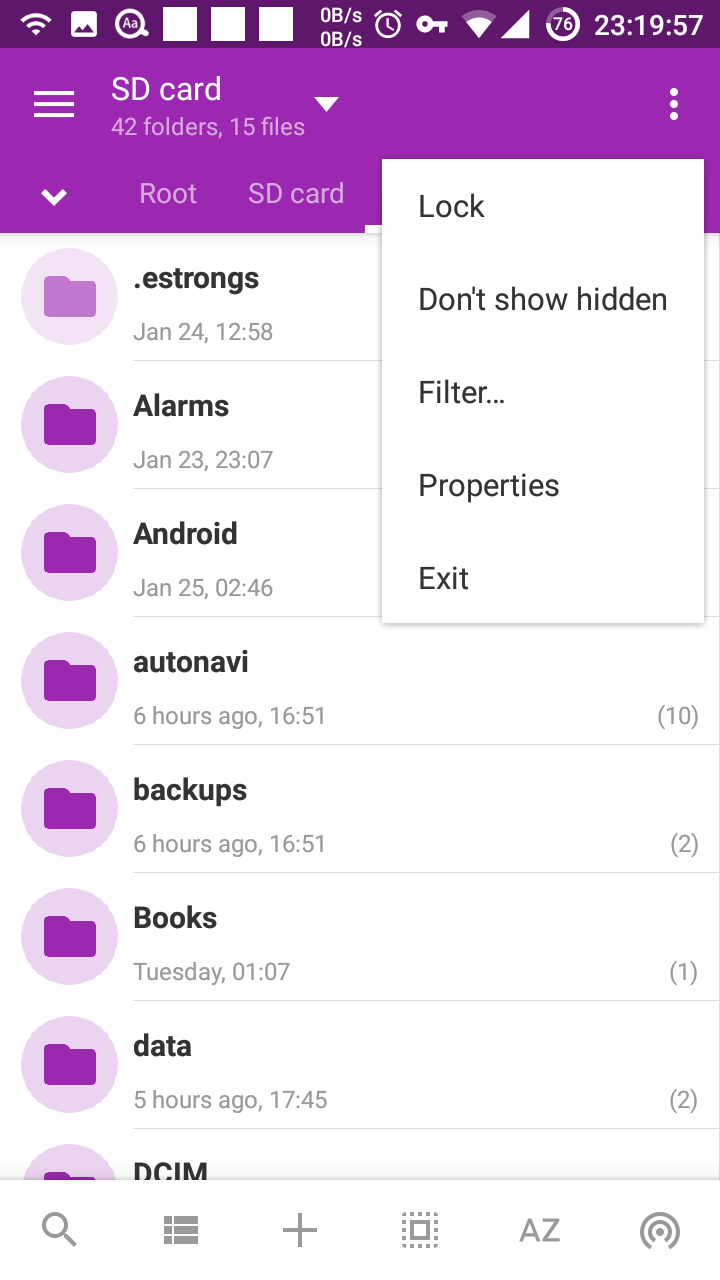 Aa
0B/s
0B/s
76
23:19:57
SD card
42 folders, 15 files
Root
SD card
Lock
Don't show hidden
Filter...
Properties
Exit
.estrongs
Jan 24, 12:58
Alarms
Jan 23, 23:07
Android
Jan 25, 02:46
autonavi
6 hours ago, 16:51
(10)
backups
6 hours ago, 16:51
(2)
Books
Tuesday, 01:07
(1)
data
5 hours ago, 17:45
(2)
DCIM
AZ